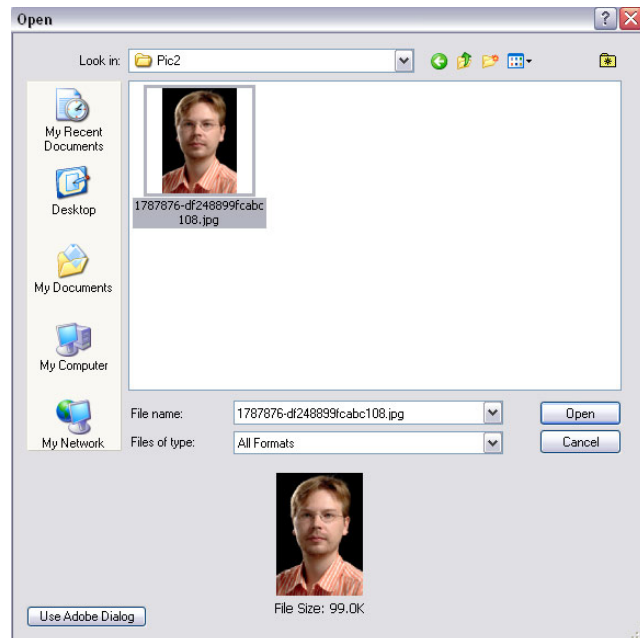 Open
Look in:
Pic2
My Recent
Documents
Desktop
My Documents
My Computer
My Network
1787876-df248899fcabc
108.jpg
File name:
1787876-df248899fcabc108.jpg
Open
Files of type:
All Formats
Cancel
Use Adobe Dialog
File Size: 99.0K